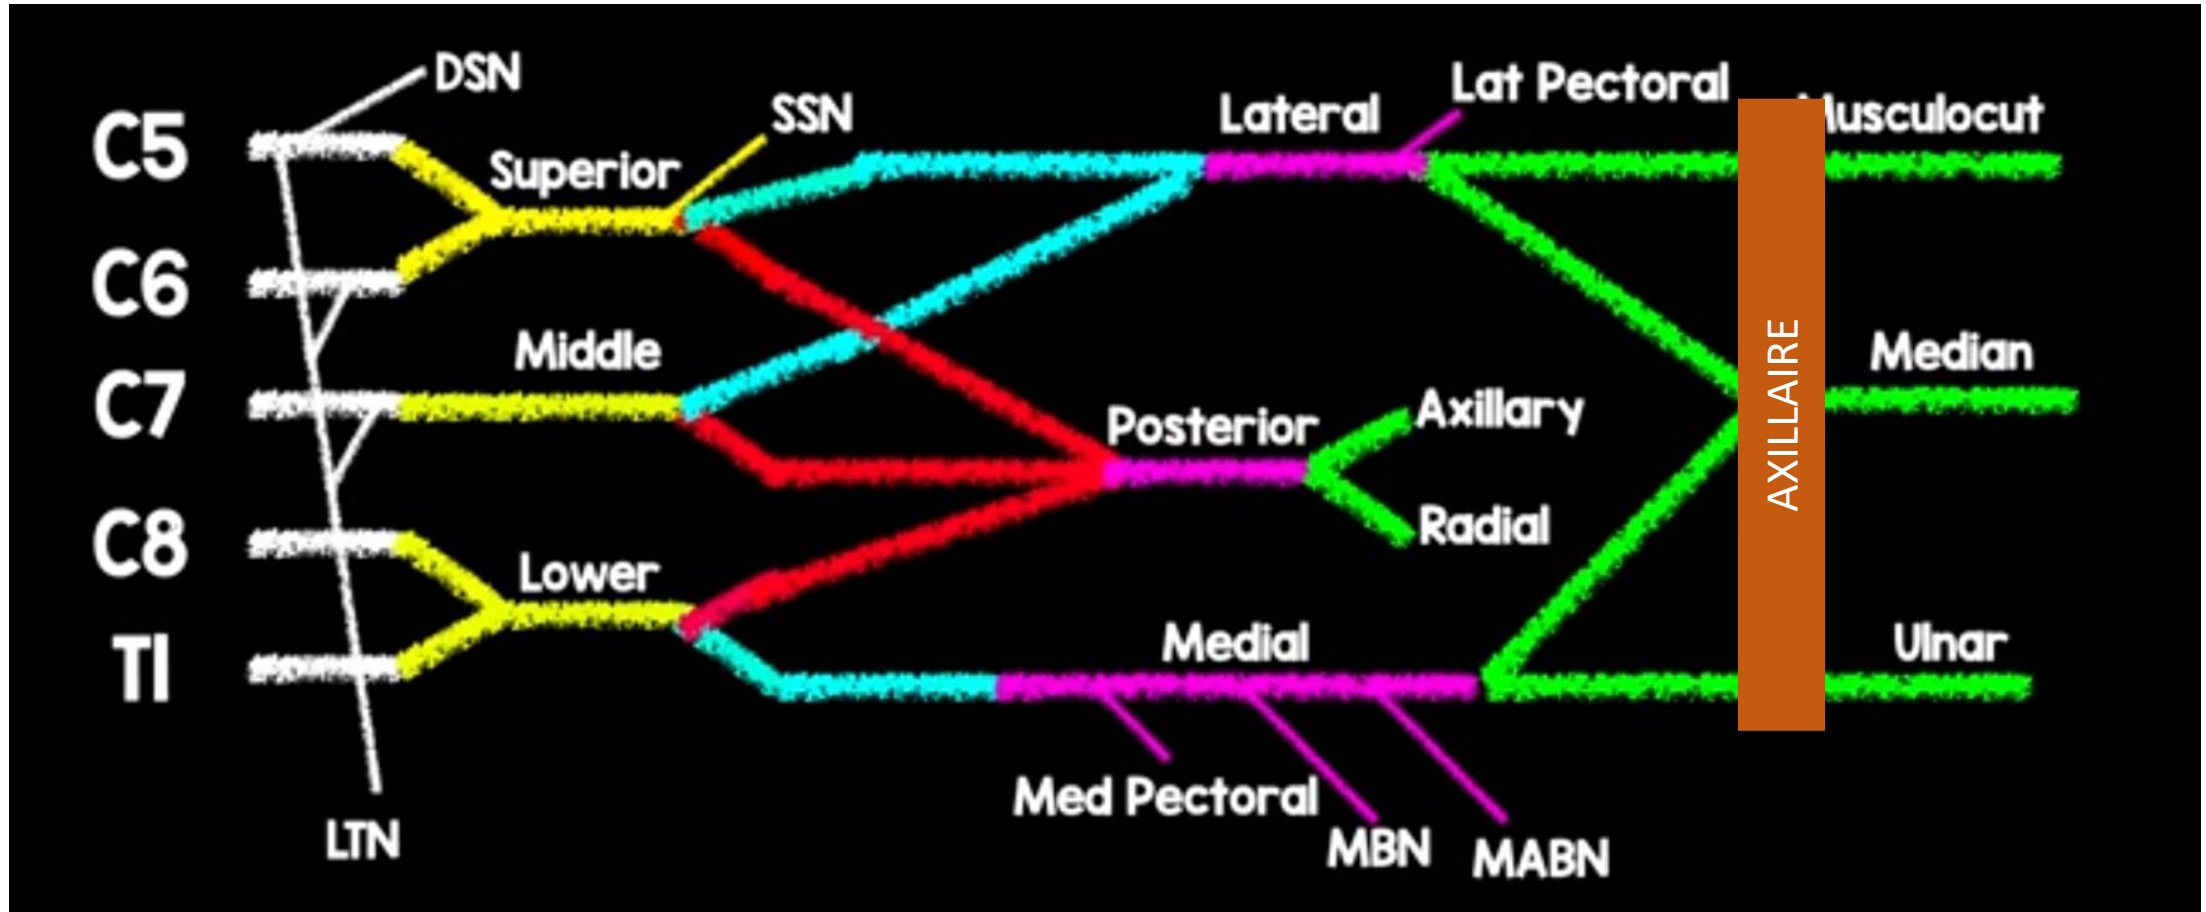 DSN
C5
SSN
Superior
Lateral
Lat Pectoral
Musculocut
C6
Middle
Median
C7
Posterior
Axillary
AXILLAIRE
C8
Radial
Lower
T1
Medial
Ulnar
LTN
Med Pectoral
MBN
MABN